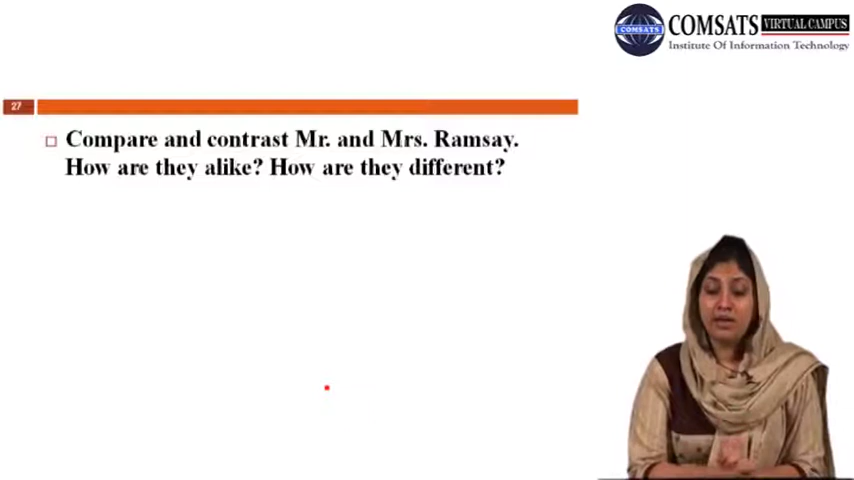 COMSATS
COMSATS VIRTUAL CAMPUS
Institute Of Information Technology
27
Compare and contrast Mr. and Mrs. Ramsay.
How are they alike? How are they different?